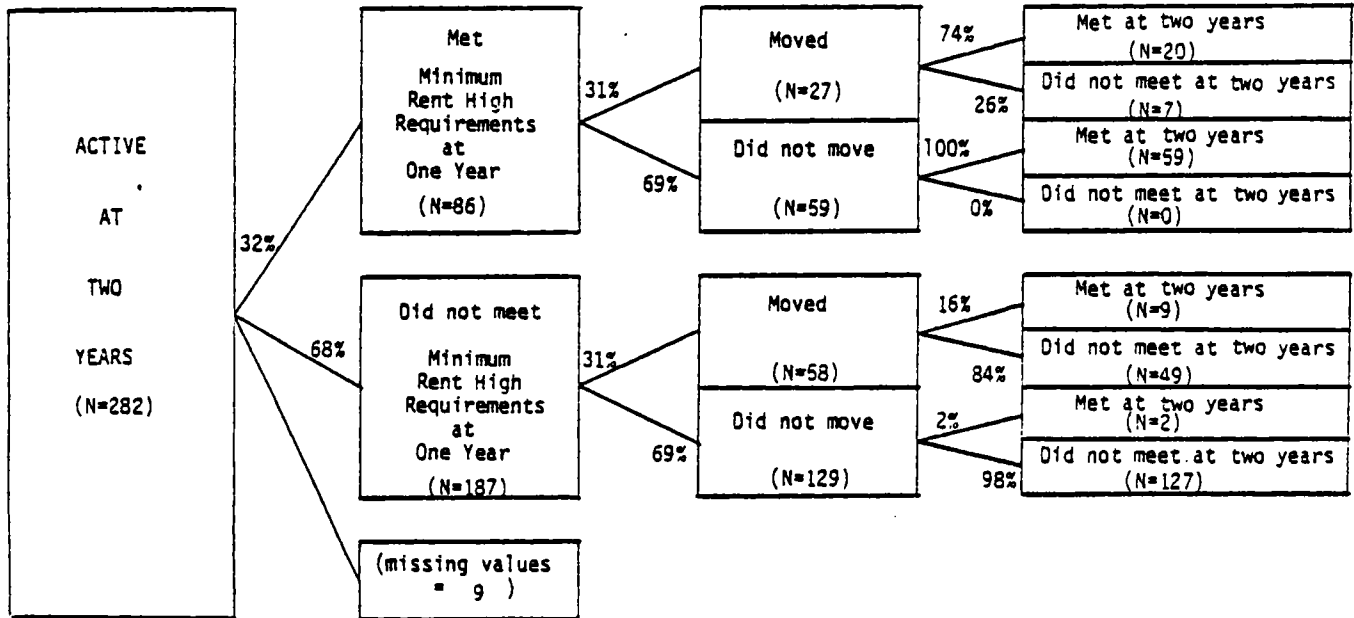 ACTIVE
AT
TWO
YEARS
(N=282)
32%
68%
Met
Minimum
Rent High
Requirements
at
One Year
(N=86)
31%
69%
Moved
(N=27)
Did not move
(N=59)
74%
26%
100%
0%
Met at two years
(N=20)
Did not meet at two years
(N=7)
Met at two years
(N=59)
Did not meet at two years
(N=0)
Did not meet
Minimum
Rent High
Requirements
at
One Year
(N=187)
31%
69%
Moved
(N=58)
Did not move
(N=129)
16%
84%
2%
98%
Met at two years
(N=9)
Did not meet at two years
(N=49)
Met at two years
(N=2)
Did not meet at two years
(N=127)
(missing values
= 9 )